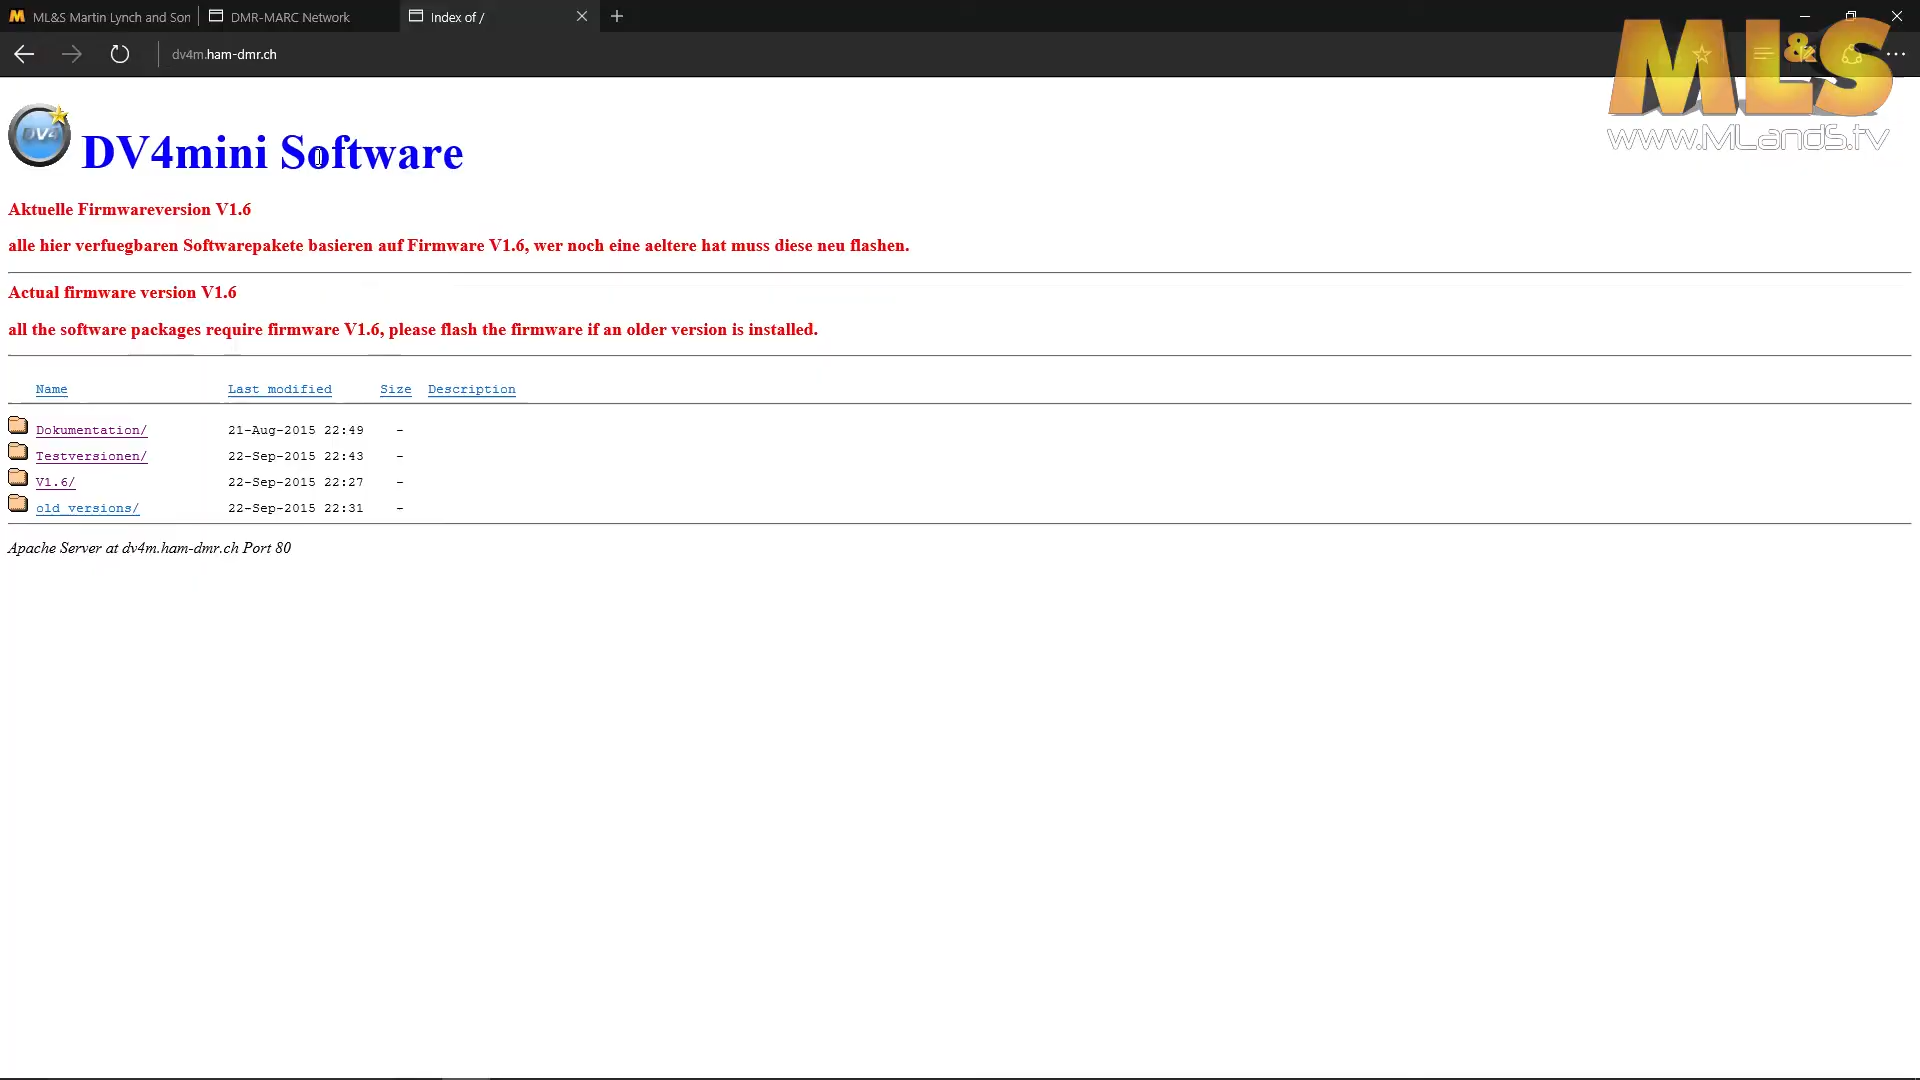 ML&S Martin Lynch and Son
DMR-MARC Network
Index of /
dv4m.ham-dmr.ch
ML&S
www.MLandS.tv
DV4
DV4mini Software
Aktuelle Firmwareversion V1.6
alle hier verfuegbaren Softwarepakete basieren auf Firmware V1.6, wer noch eine aeltere hat muss diese neu flashen.
Actual firmware version V1.6
all the software packages require firmware V1.6, please flash the firmware if an older version is installed.
Name Last modified Size Description
Dokumentation/ 21-Aug-2015 22:49 -
Testversionen/ 22-Sep-2015 22:43 -
V1.6/ 22-Sep-2015 22:27 -
old_versions/ 22-Sep-2015 22:31 -
Apache Server at dv4m.ham-dmr.ch Port 80